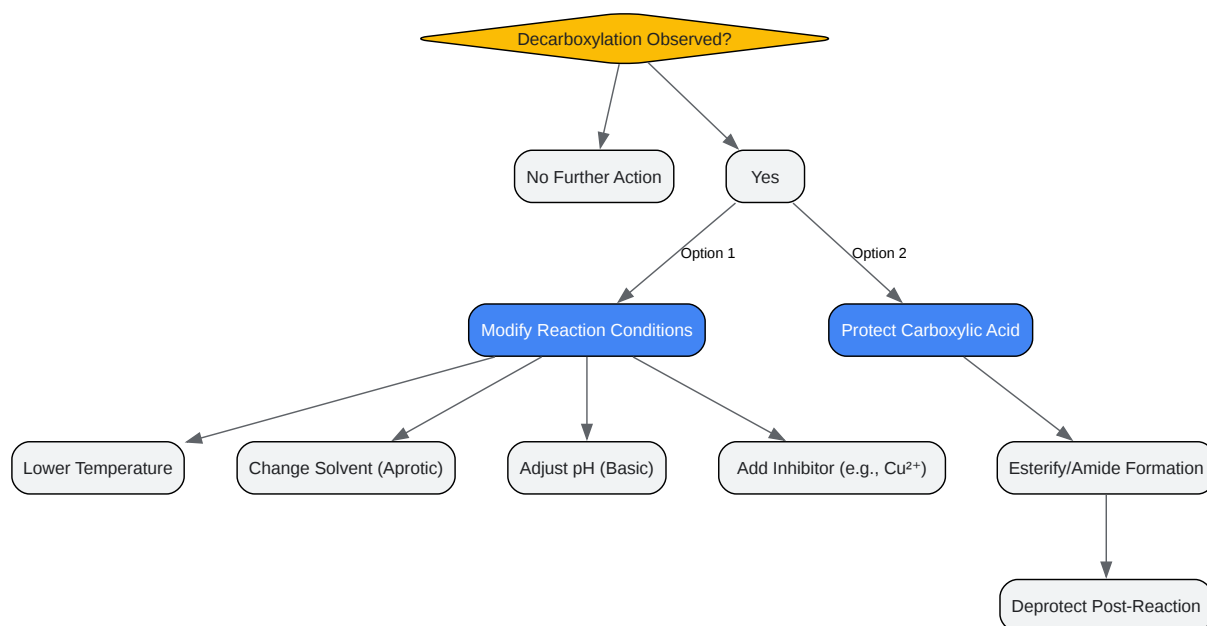 Decarboxylation Observed?
No Further Action
Yes
Option 1
Option 2
Modify Reaction Conditions
Protect Carboxylic Acid
Lower Temperature
Change Solvent (Aprotic)
Adjust pH (Basic)
Add Inhibitor (e.g., Cu²⁺)
Esterify/Amide Formation
Deprotect Post-Reaction